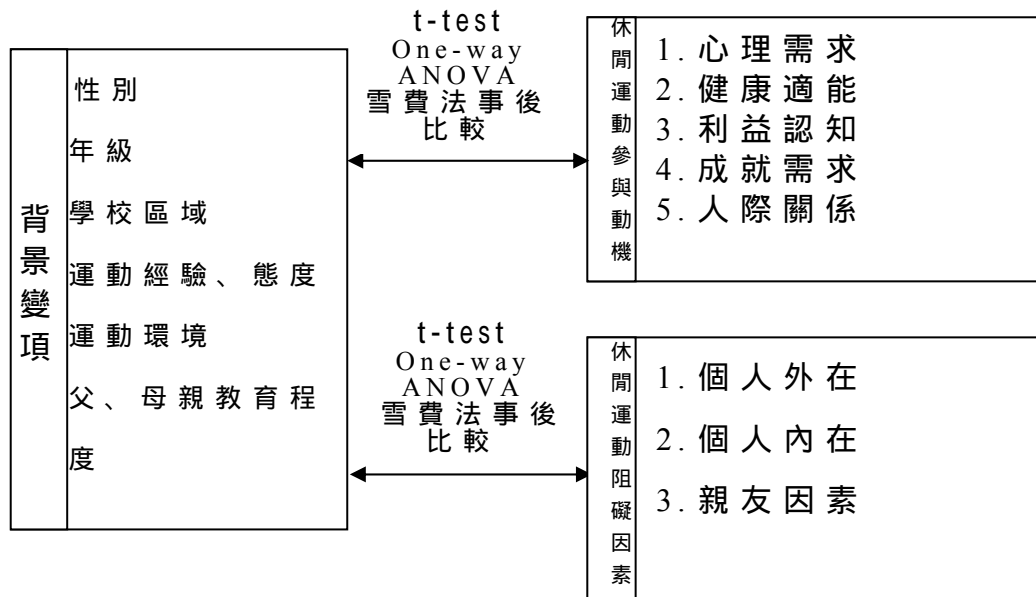 背景變項
性別
年級
學校區域
運動經驗、態度
運動環境
父、母親教育程
度
t-test
One-way
ANOVA
雪費法事後
比較
休閒運動參與動機
1.心理需求
2.健康適能
3.利益認知
4.成就需求
5.人際關係
t-test
One-way
ANOVA
雪費法事後
比較
休閒運動阻礙因素
1.個人外在
2.個人內在
3.親友因素